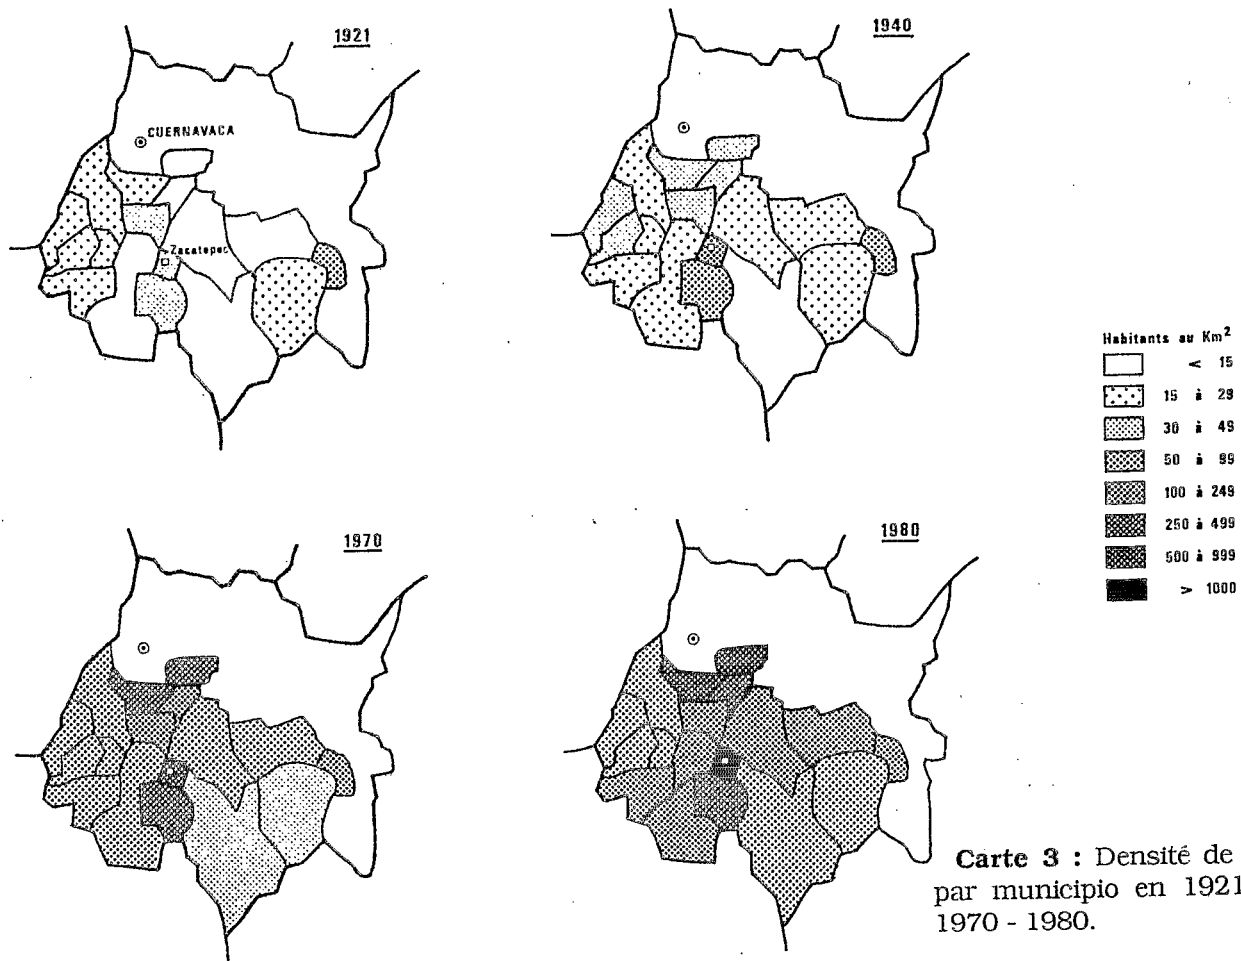 1921
CUERNAVACA
Zacatepec
1940
Habitants au Km²
< 15
15 à 29
30 à 49
50 à 99
100 à 249
250 à 499
500 à 999
> 1000
1970
1980
Carte 3 : Densité de
par municipio en 1921
1970 - 1980.